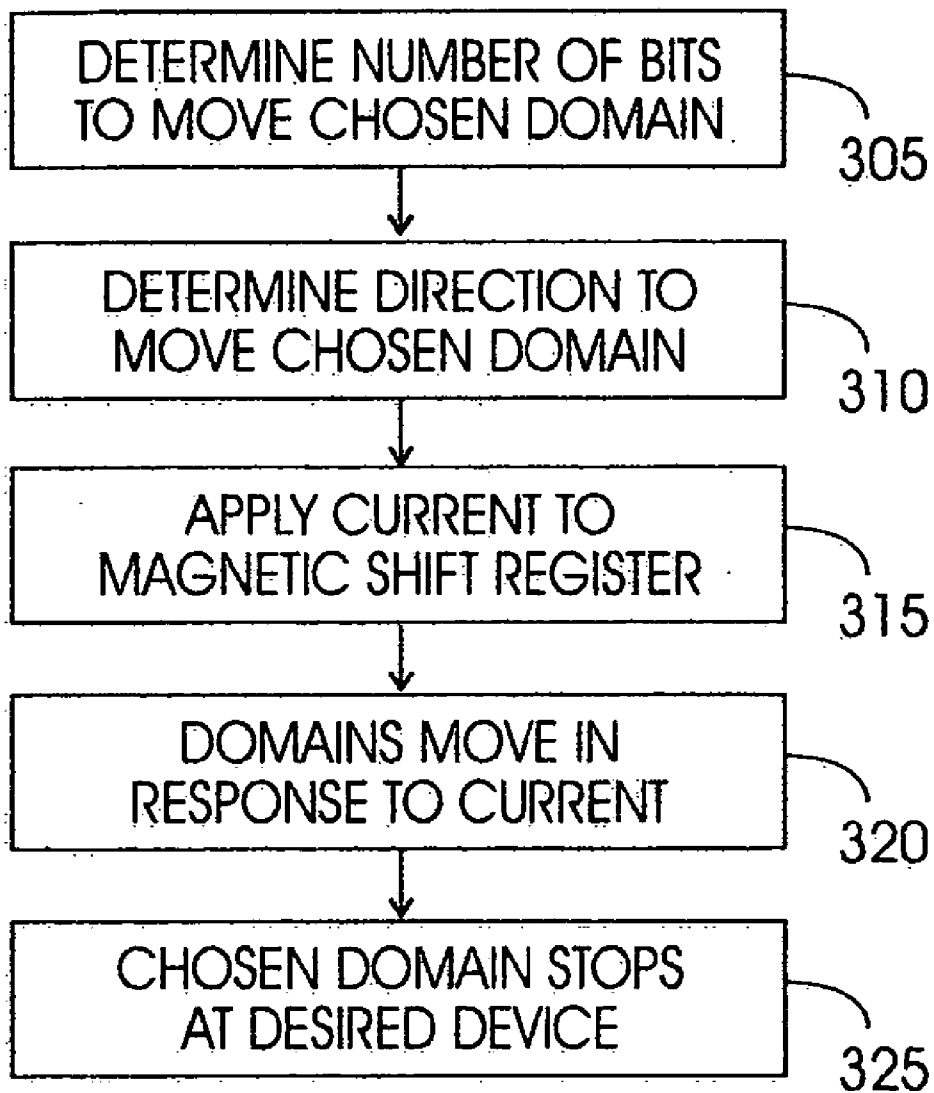 DETERMINE NUMBER OF BITS
TO MOVE CHOSEN DOMAIN
305
DETERMINE DIRECTION TO
MOVE CHOSEN DOMAIN
310
APPLY CURRENT TO
MAGNETIC SHIFT REGISTER
315
DOMAINS MOVE IN
RESPONSE TO CURRENT
320
CHOSEN DOMAIN STOPS
AT DESIRED DEVICE
325